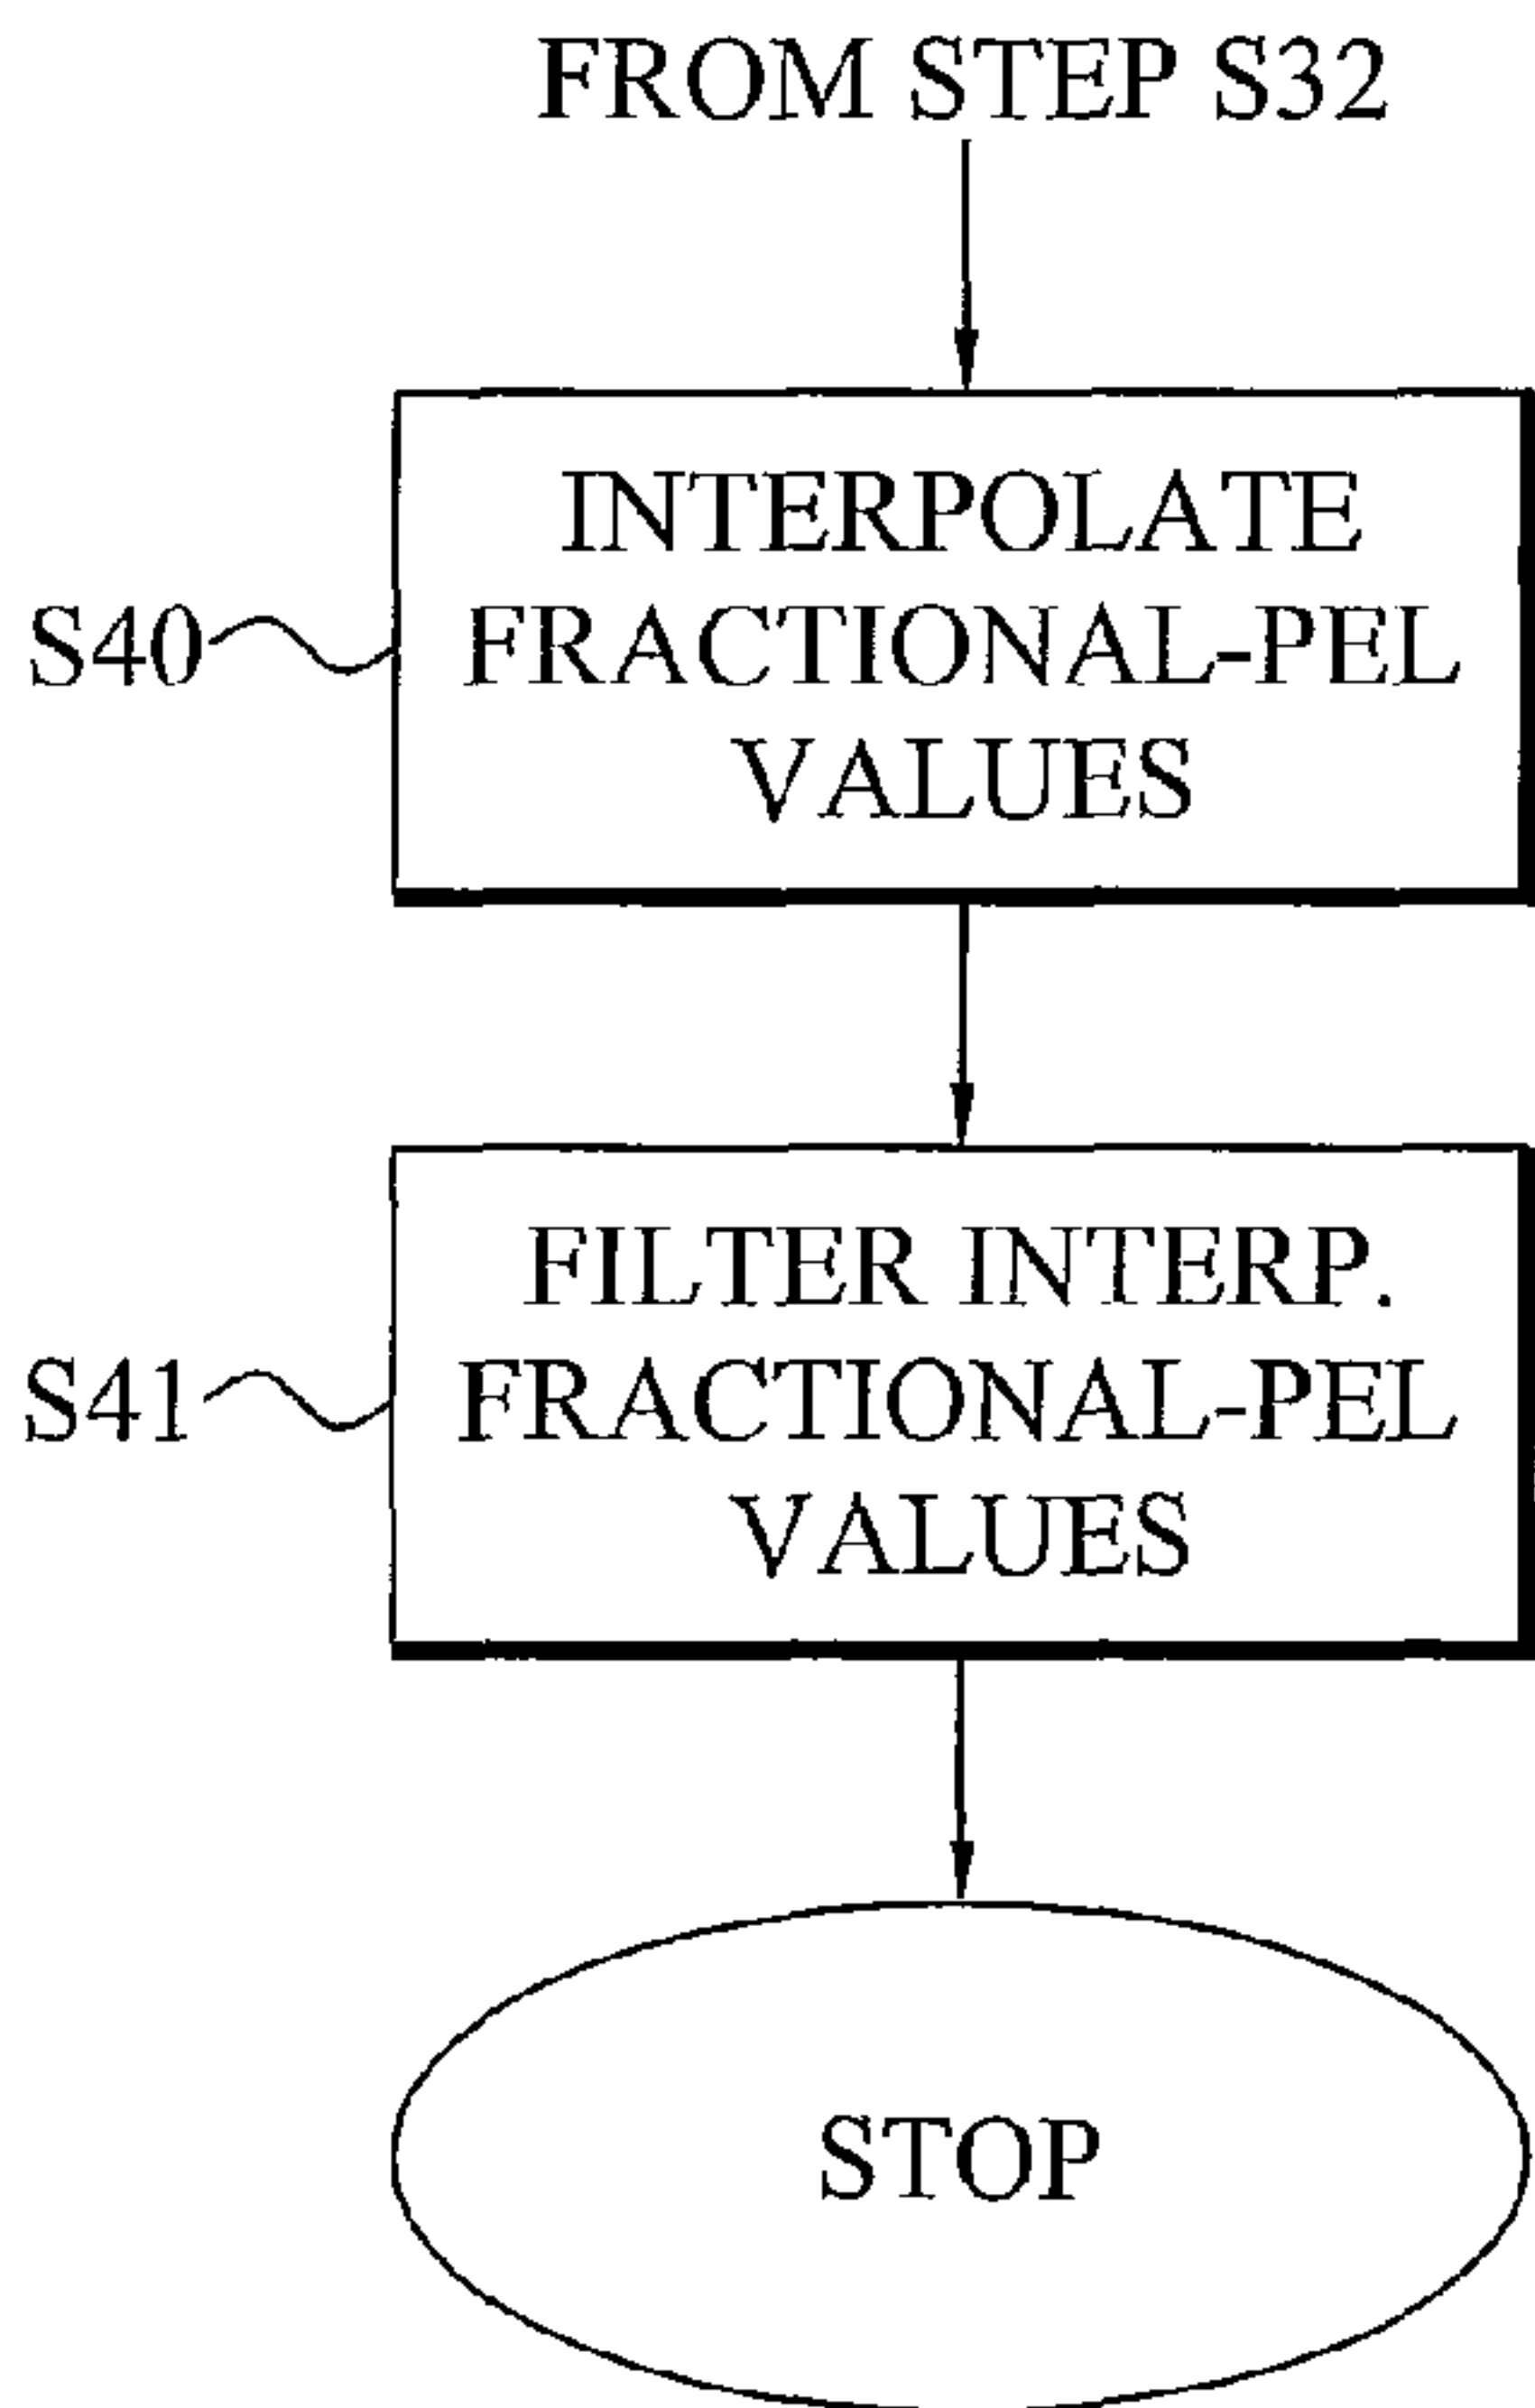 FROM STEP S32
INTERPOLATE
S40
FRACTIONAL-PEL
VALUES
FILTER INTERP.
S41
FRACTIONAL-PEL
VALUES
STOP